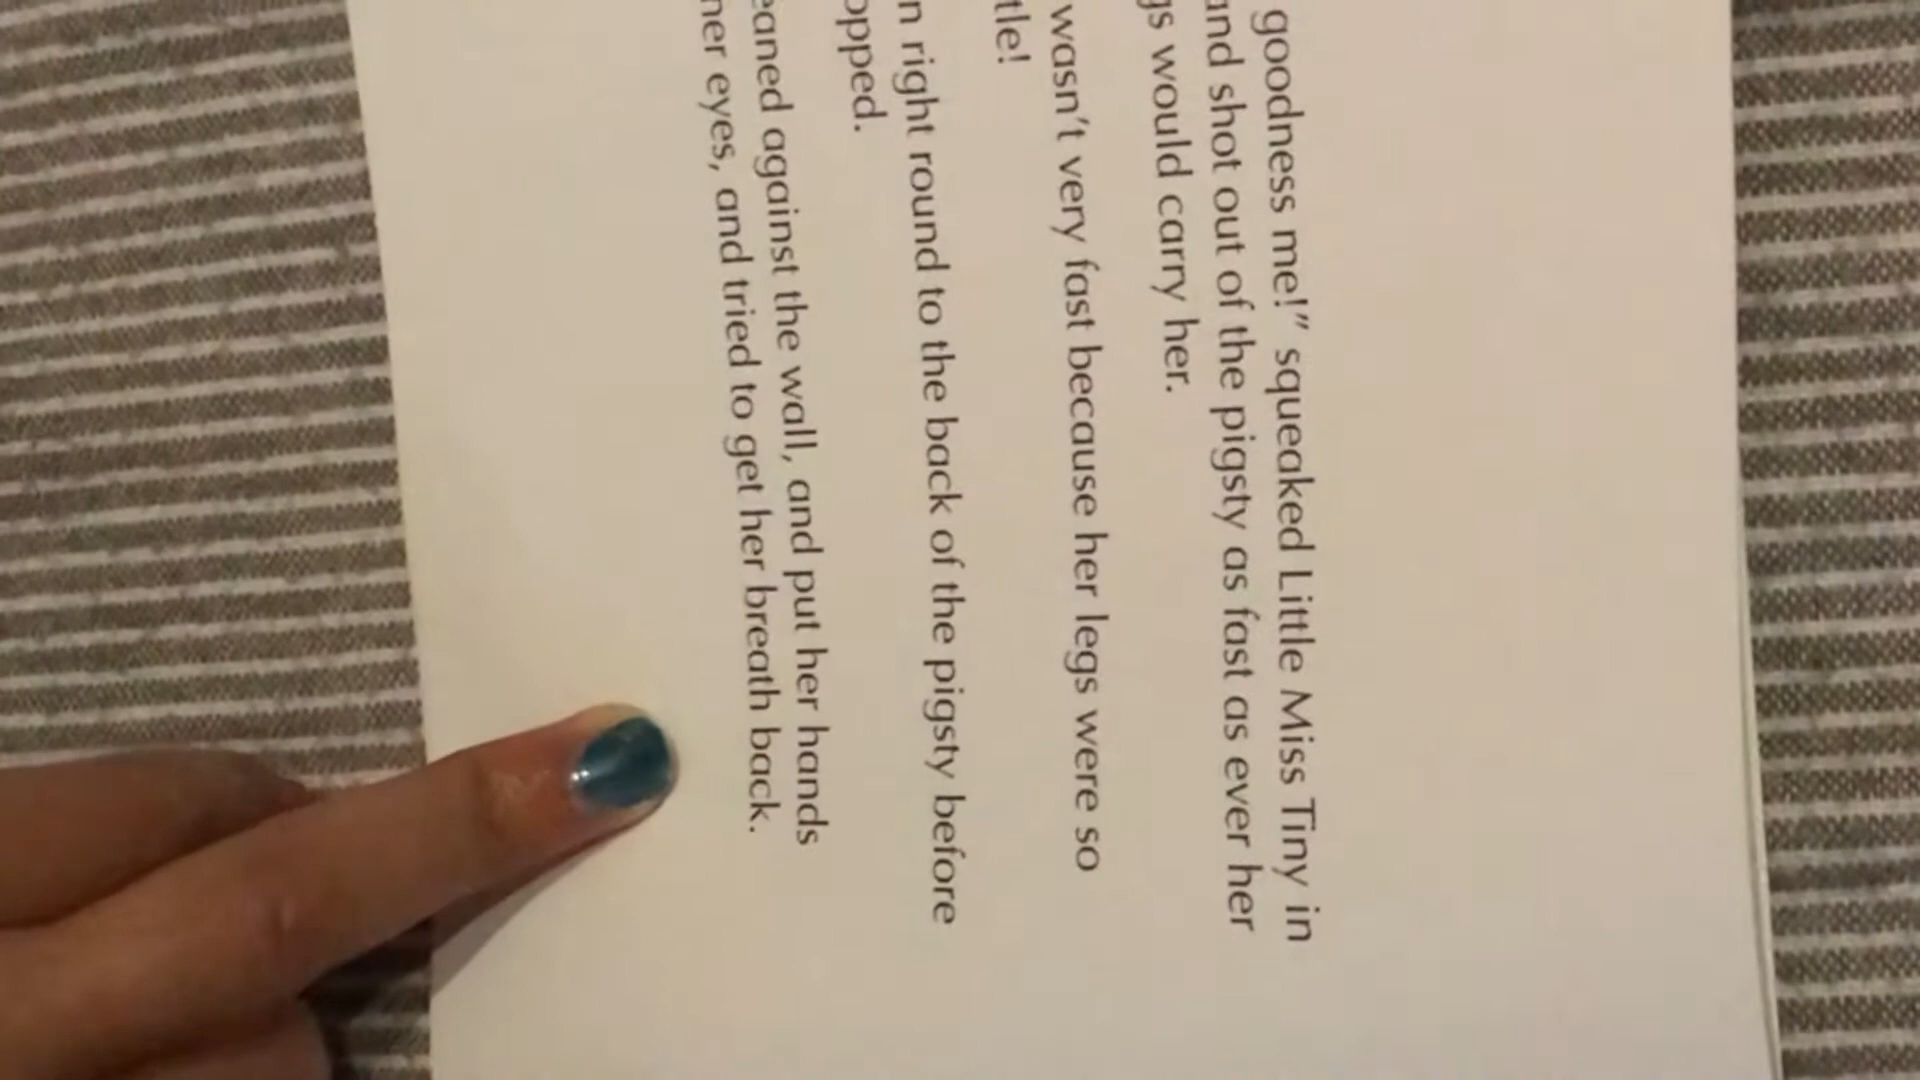 goodness me!” squeaked Little Miss Tiny in
and shot out of the pigsty as fast as ever her
would carry her.
wasn’t very fast because her legs were so
right round to the back of the pigsty before
against the wall, and put her hands
her eyes, and tried to get her breath back.